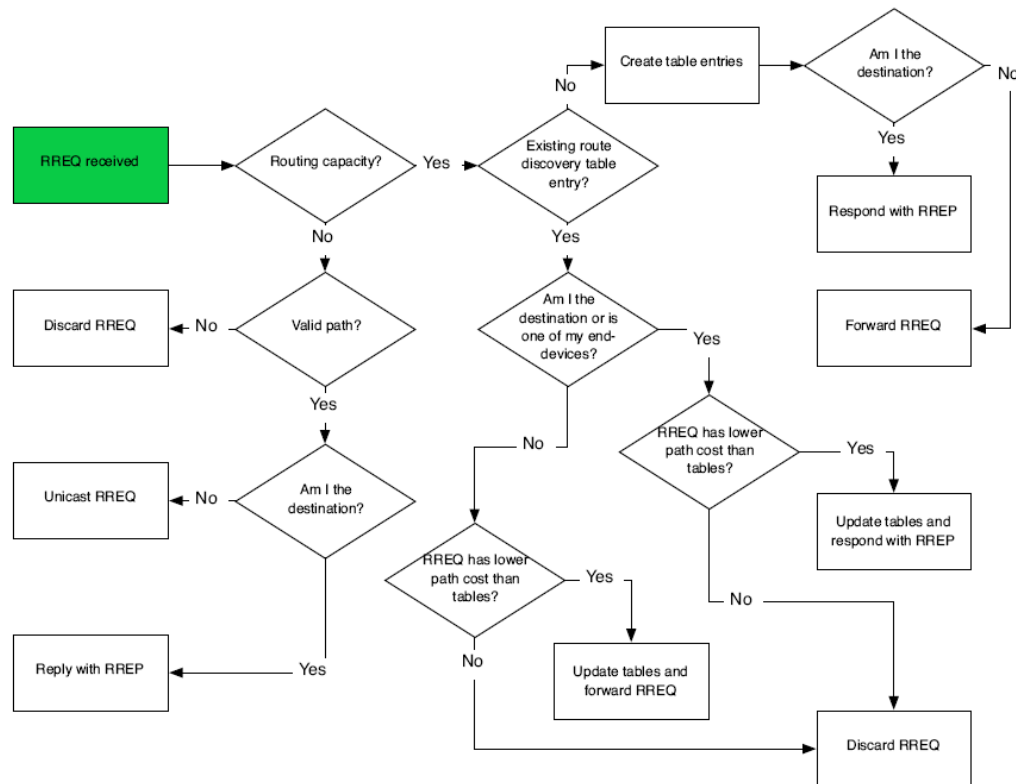 Create table entries
Am I the
destination?
No
No
RREQ received
Routing capacity?
Yes
Existing route
discovery table
entry?
Yes
Respond with RREP
No
Yes
Discard RREQ
No
Valid path?
Am I the
destination or is
one of my end-
devices?
Yes
Forward RREQ
Yes
No
RREQ has lower
path cost than
tables?
Yes
Unicast RREQ
No
Am I the
destination?
Update tables and
respond with RREP
RREQ has lower
path cost than
tables?
Yes
No
Reply with RREP
Yes
No
Update tables and
forward RREQ
Discard RREQ